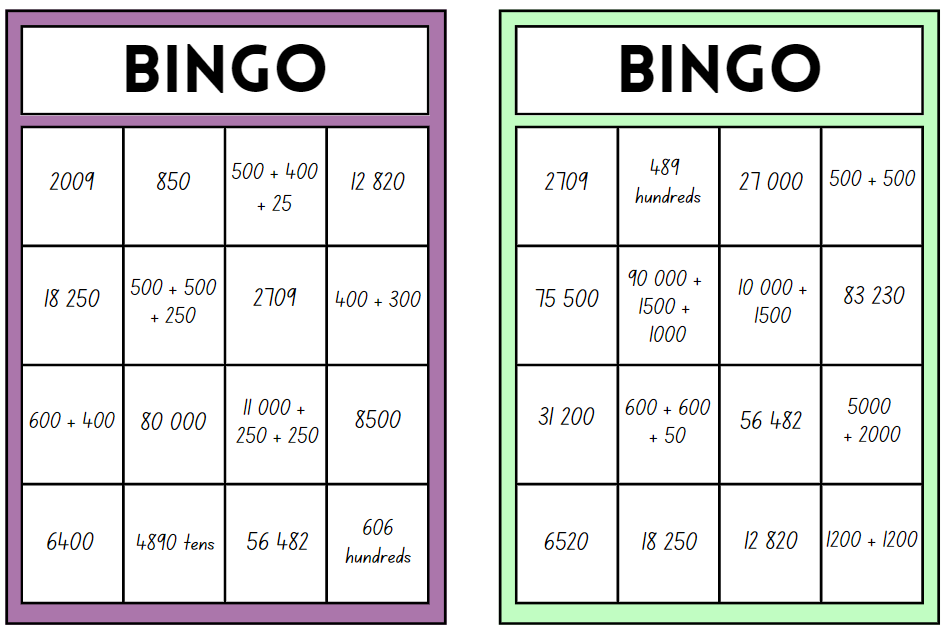 BINGO
2009
850
500 + 400
+ 25
12 820
18 250
500 + 500
+ 250
2709
400 + 300
600 + 400
80 000
11 000 +
250 + 250
8500
6400
4890 tens
56 482
606
hundreds
BINGO
2709
489
hundreds
27 000
500 + 500
75 500
90 000 +
1500 +
1000
10 000 +
1500
83 230
31 200
600 + 600
+ 50
56 482
5000
+ 2000
6520
18 250
12 820
1200 + 1200